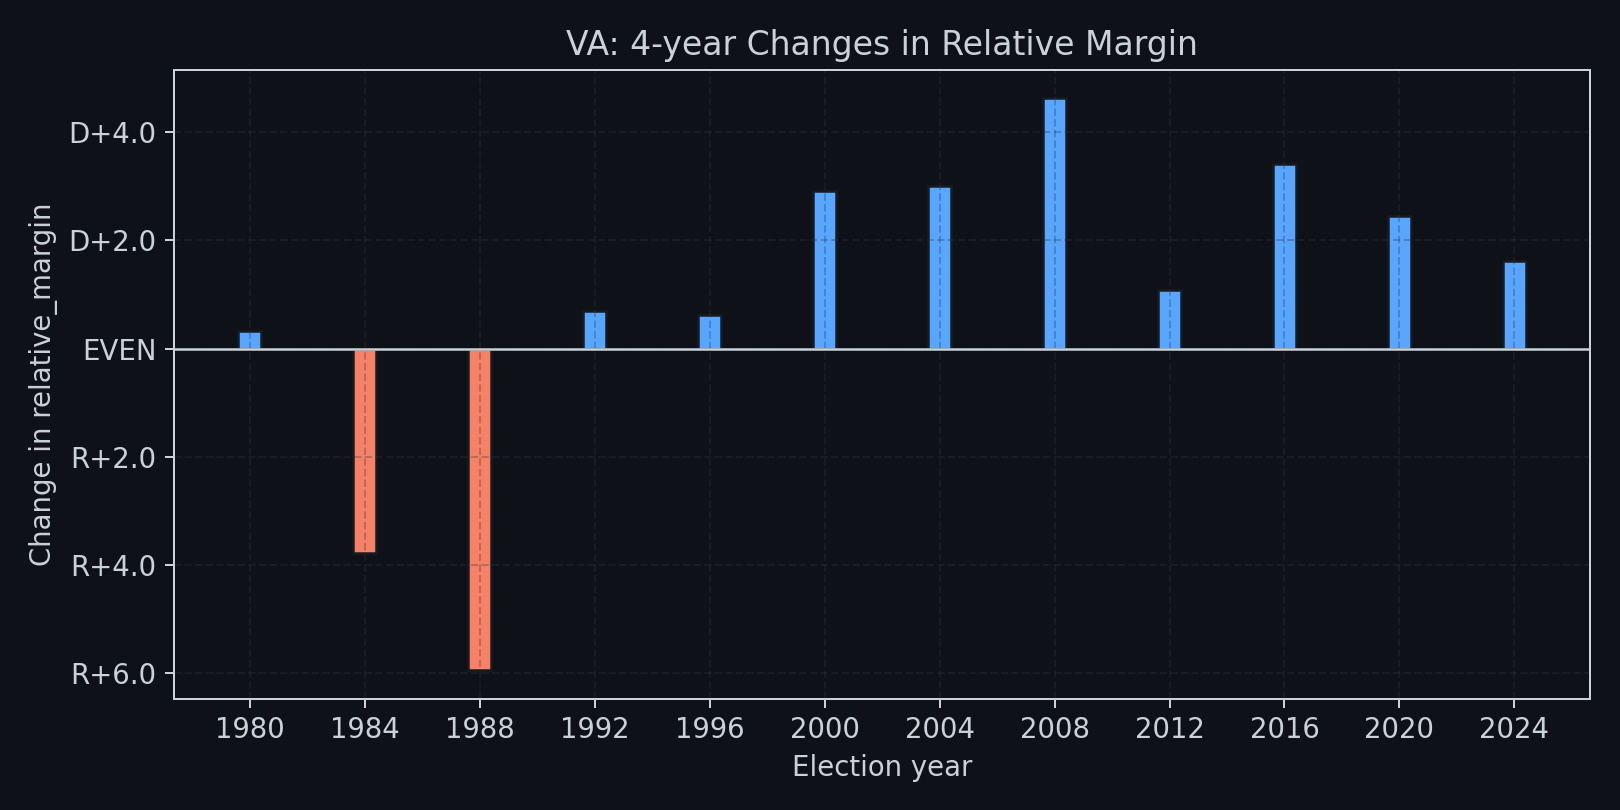 VA: 4-year Changes in Relative Margin
Change in relative_margin
D+4.0
D+2.0
EVEN
R+2.0
R+4.0
R+6.0
1980 1984 1988 1992 1996 2000 2004 2008 2012 2016 2020 2024
Election year